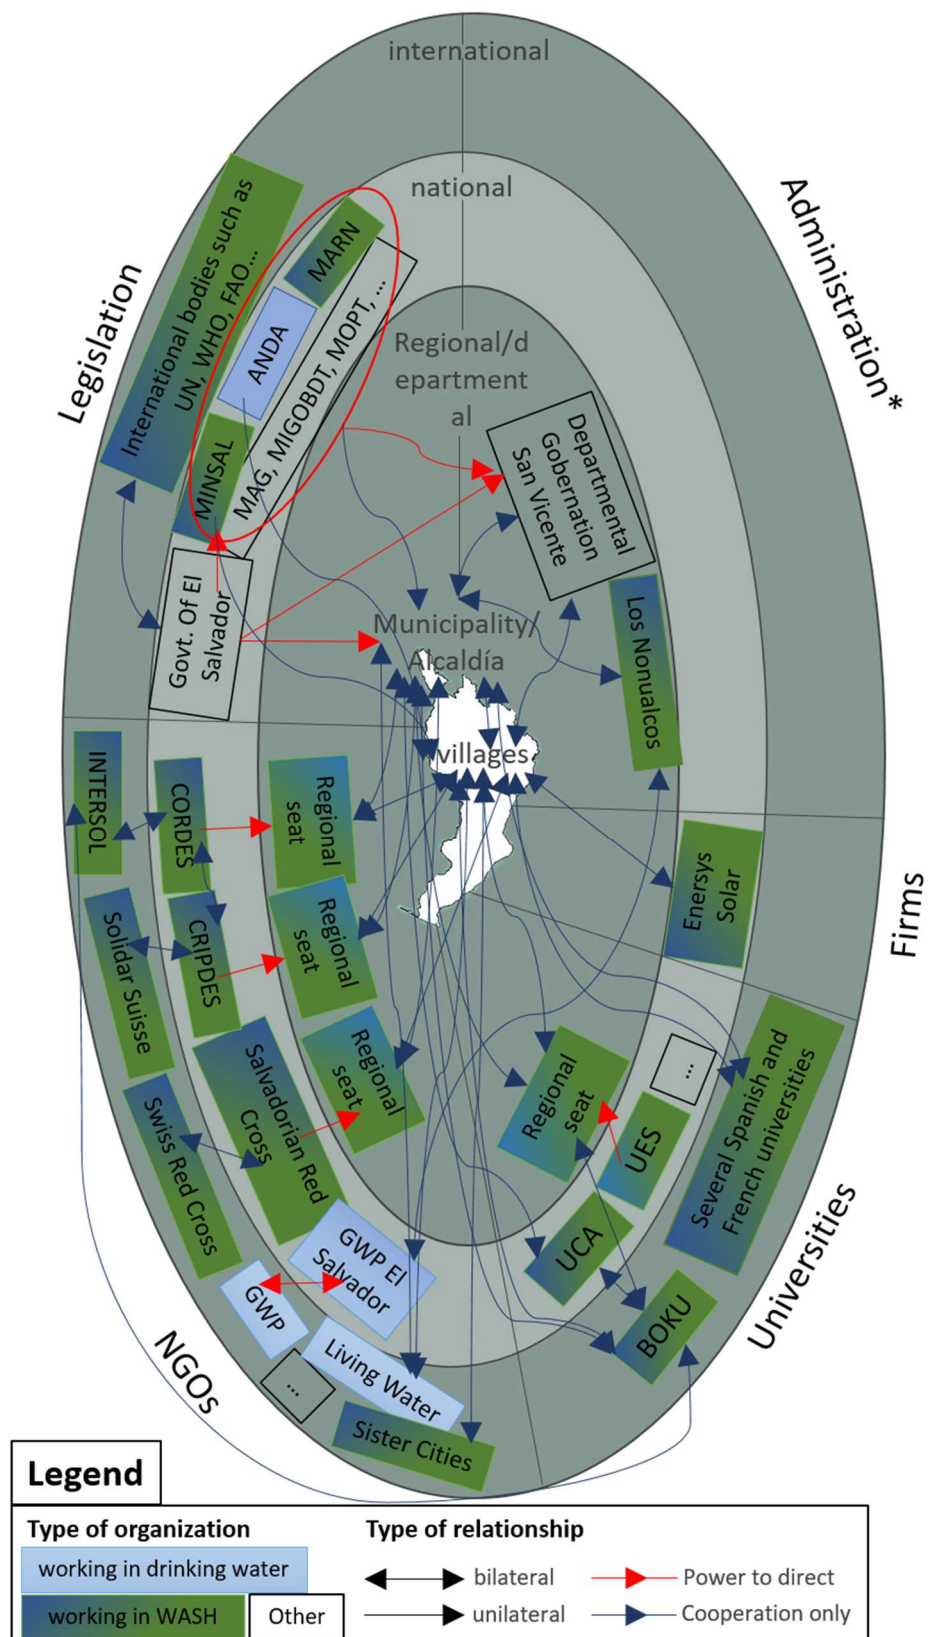 international
national
Regional/d
epartment
al
Legislation
Administration*
International bodies such as
UN, WHO, FAO...
MARN
ANDA
MINSAL
MAG, MIGOBDT, MOPT, ...
Departmental
Gobernation
San Vicente
Govt. Of El
Salvador
Municipality/
Alcaldía
Los Nonualcos
villages
INTERSOL
CORDES
Regional
seat
Enersys
Solar
Firms
Solidar Suisse
CRIPDES
Regional
seat
Swiss Red Cross
Salvadorian Red
Cross
Regional
seat
Regional
seat
...
UES
Several Spanish and
French universities
UCA
BOKU
Universities
GWP El
Salvador
GWP
NGOs
Living Water
...
Sister Cities
Legend
Type of organization
working in drinking water
working in WASH
Other
Type of relationship
bilateral
Power to direct
unilateral
Cooperation only